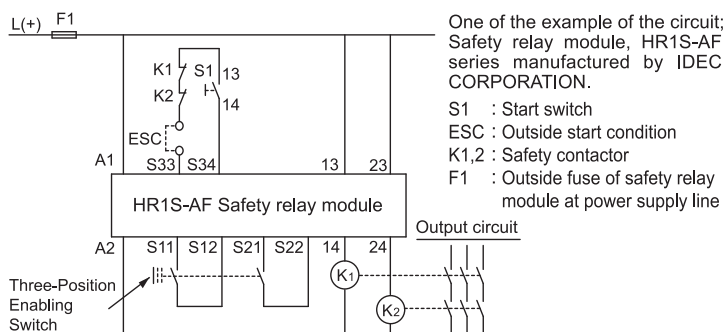 L(+) F1
One of the example of the circuit;
Safety relay module, HR1S-AF
series manufactured by IDEC
CORPORATION.
S1 : Start switch
ESC : Outside start condition
K1,2 : Safety contactor
F1 : Outside fuse of safety relay
module at power supply line
K1 S1 13
K2 14
ESC
A1 S33 S34 13 23
HR1S-AF Safety relay module
A2 S11 S12 S21 S22 14 24
Output circuit
Three-Position
Enabling
Switch
K1
K2